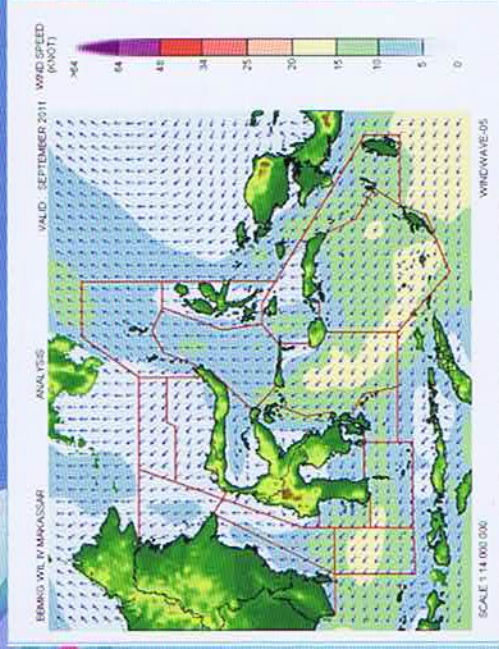 BBMKG WIL IV MAKASSAR
ANALYSIS
VALID : SEPTEMBER 2011
WIND SPEED
(KNOT)
>64
64
48
34
25
20
15
10
5
0
SCALE 1:14 000 000
WINDWAVE-05